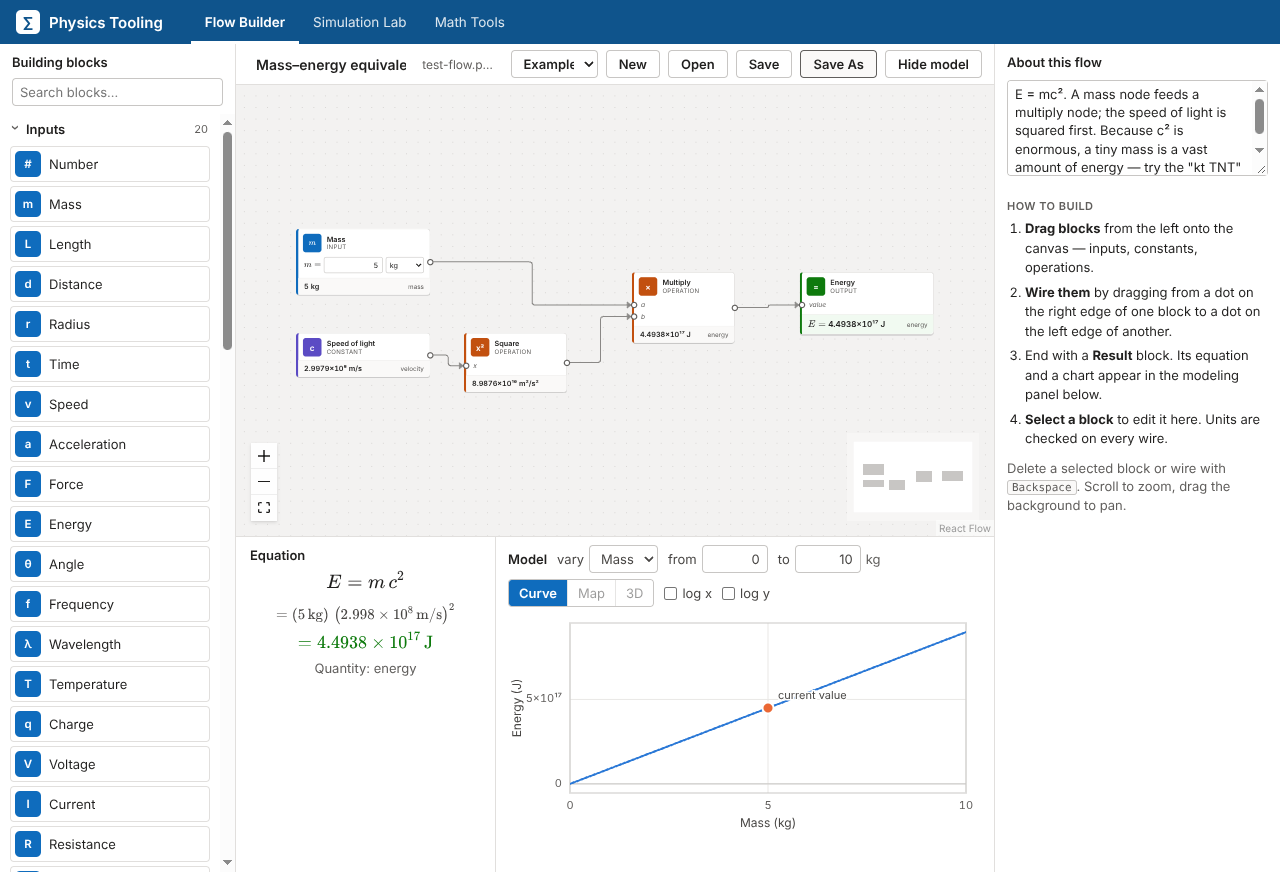 Σ Physics Tooling Flow Builder Simulation Lab Math Tools
Building blocks
Search blocks...
Inputs 20
# Number
m Mass
L Length
d Distance
r Radius
t Time
v Speed
a Acceleration
F Force
E Energy
θ Angle
f Frequency
λ Wavelength
T Temperature
q Charge
V Voltage
I Current
R Resistance
Mass–energy equivale test-flow.p... Example New Open Save Save As Hide model
m Mass
INPUT
m = 5 kg
5 kg mass
c Speed of light
CONSTANT
2.9979×10⁸ m/s velocity
x² Square
OPERATION
x
8.9876×10¹⁶ m²/s²
× Multiply
OPERATION
a
b
4.4938×10¹⁷ J energy
= Energy
OUTPUT
value
E = 4.4938×10¹⁷ J energy
React Flow
Equation
E = m c²
= (5 kg) (2.998 × 10⁸ m/s)²
= 4.4938 × 10¹⁷ J
Quantity: energy
Model vary Mass from 0 to 10 kg
Curve Map 3D log x log y
Energy (J)
5×10¹⁷
0
current value
0 5 10
Mass (kg)
About this flow
E = mc². A mass node feeds a
multiply node; the speed of light is
squared first. Because c² is
enormous, a tiny mass is a vast
amount of energy — try the "kt TNT"
HOW TO BUILD
1. Drag blocks from the left onto the
canvas — inputs, constants,
operations.
2. Wire them by dragging from a dot on
the right edge of one block to a dot on
the left edge of another.
3. End with a Result block. Its equation
and a chart appear in the modeling
panel below.
4. Select a block to edit it here. Units are
checked on every wire.
Delete a selected block or wire with
Backspace. Scroll to zoom, drag the
background to pan.